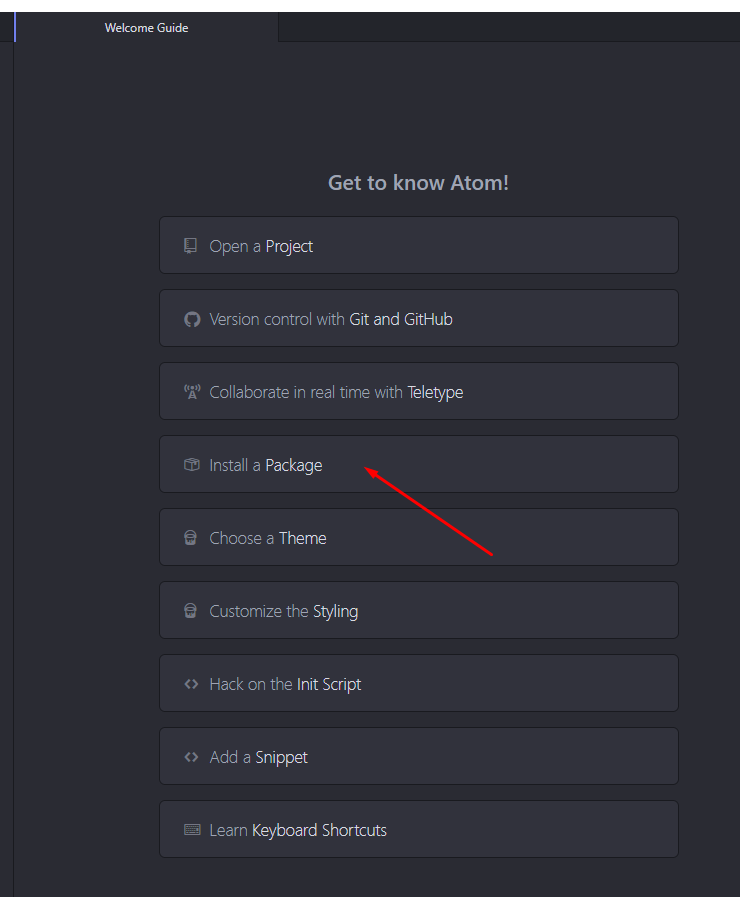 Welcome Guide
Get to know Atom!
Open a Project
Version control with Git and GitHub
Collaborate in real time with Teletype
Install a Package
Choose a Theme
Customize the Styling
Hack on the Init Script
Add a Snippet
Learn Keyboard Shortcuts